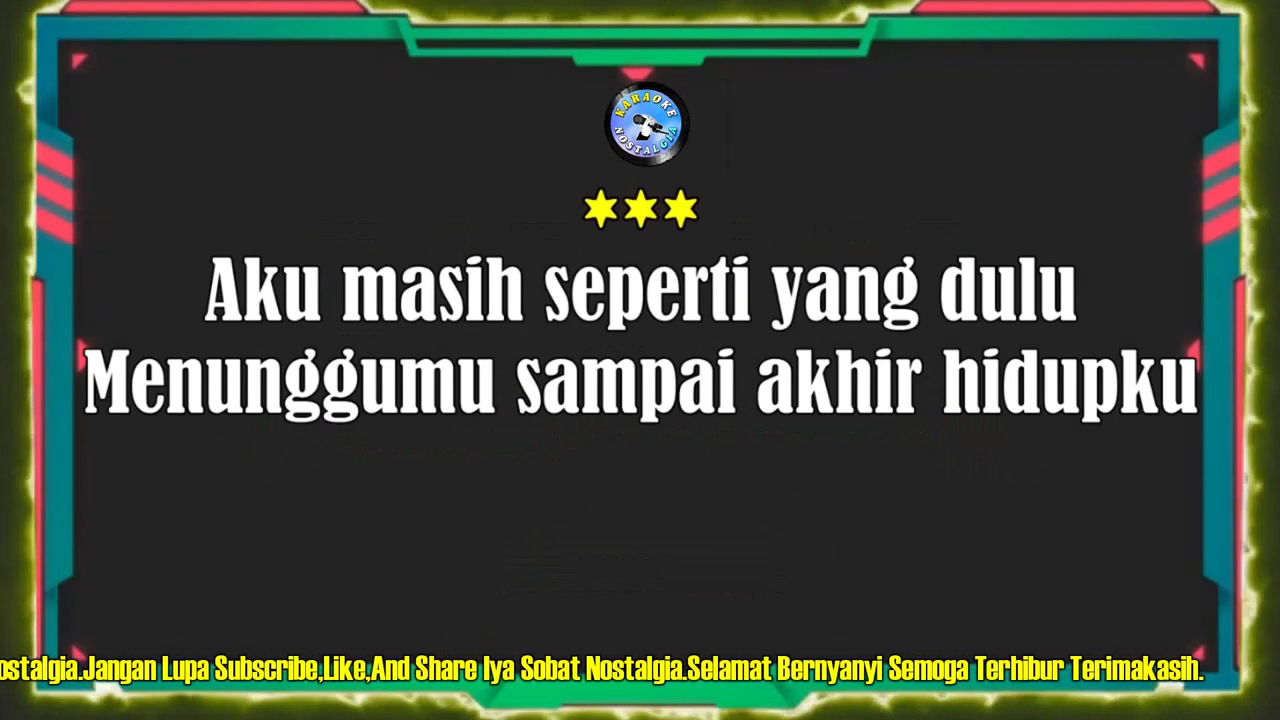 KARAOKE
NOSTALGIA
Aku masih seperti yang dulu
Menunggumu sampai akhir hidupku
ostalgia.Jangan Lupa Subscribe,Like,And Share Iya Sobat Nostalgia.Selamat Bernyanyi Semoga Terhibur Terimakasih.